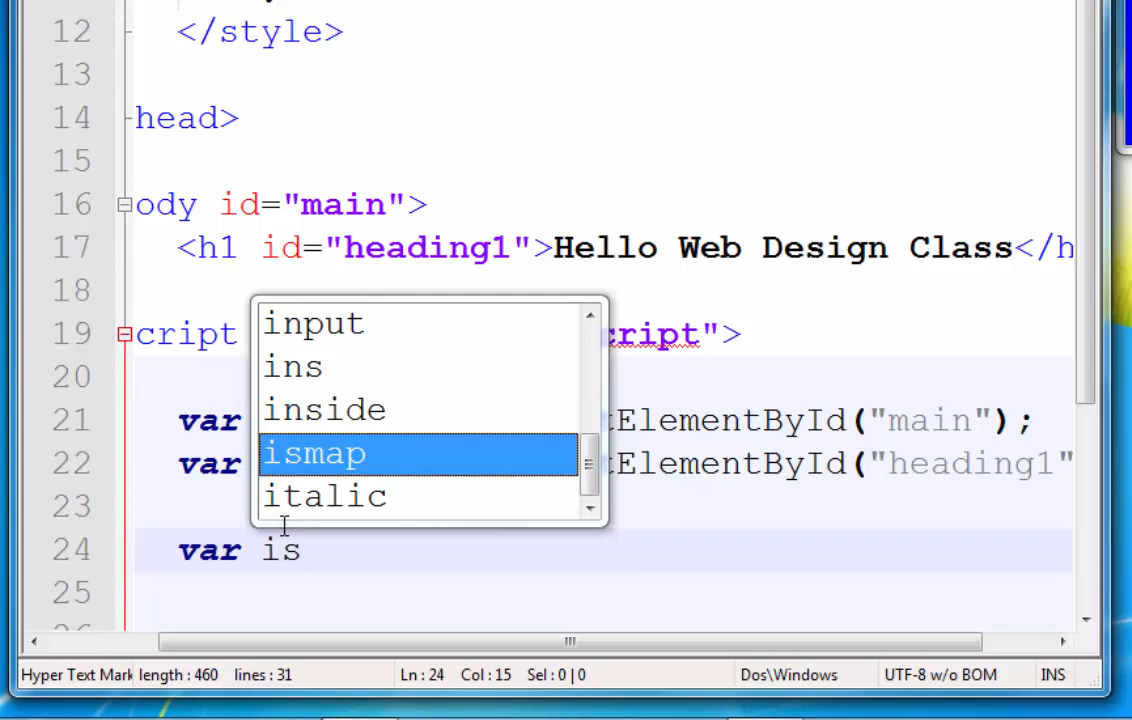 12 </style>
13
14 head>
15
16 ody id="main">
17 <h1 id="heading1">Hello Web Design Class</h
18
19 cript cript">
20
21 var tElementById("main");
22 var tElementById("heading1"
23
24 var is
25
input
ins
inside
ismap
italic
Hyper Text Mark length : 460 lines : 31 Ln : 24 Col : 15 Sel : 0 | 0 Dos\Windows UTF-8 w/o BOM INS